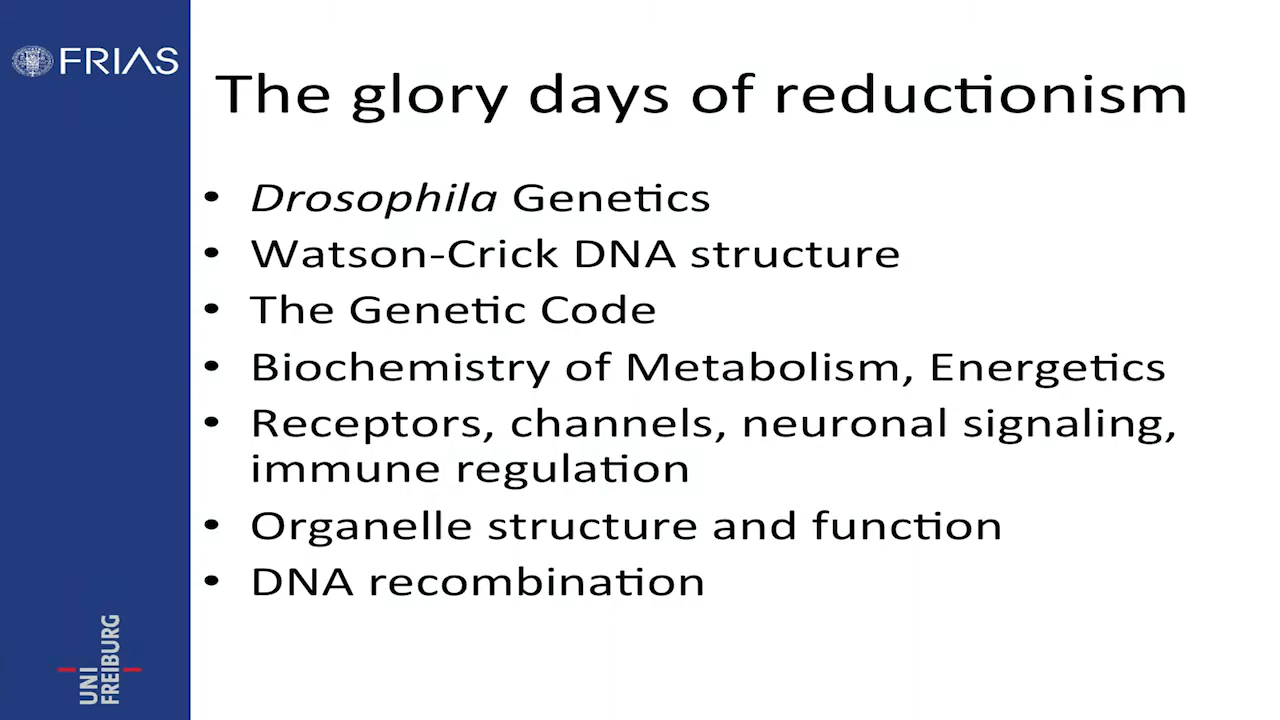 FRIAS
The glory days of reductionism
• Drosophila Genetics
• Watson-Crick DNA structure
• The Genetic Code
• Biochemistry of Metabolism, Energetics
• Receptors, channels, neuronal signaling,
immune regulation
• Organelle structure and function
• DNA recombination
UNI
FREIBURG